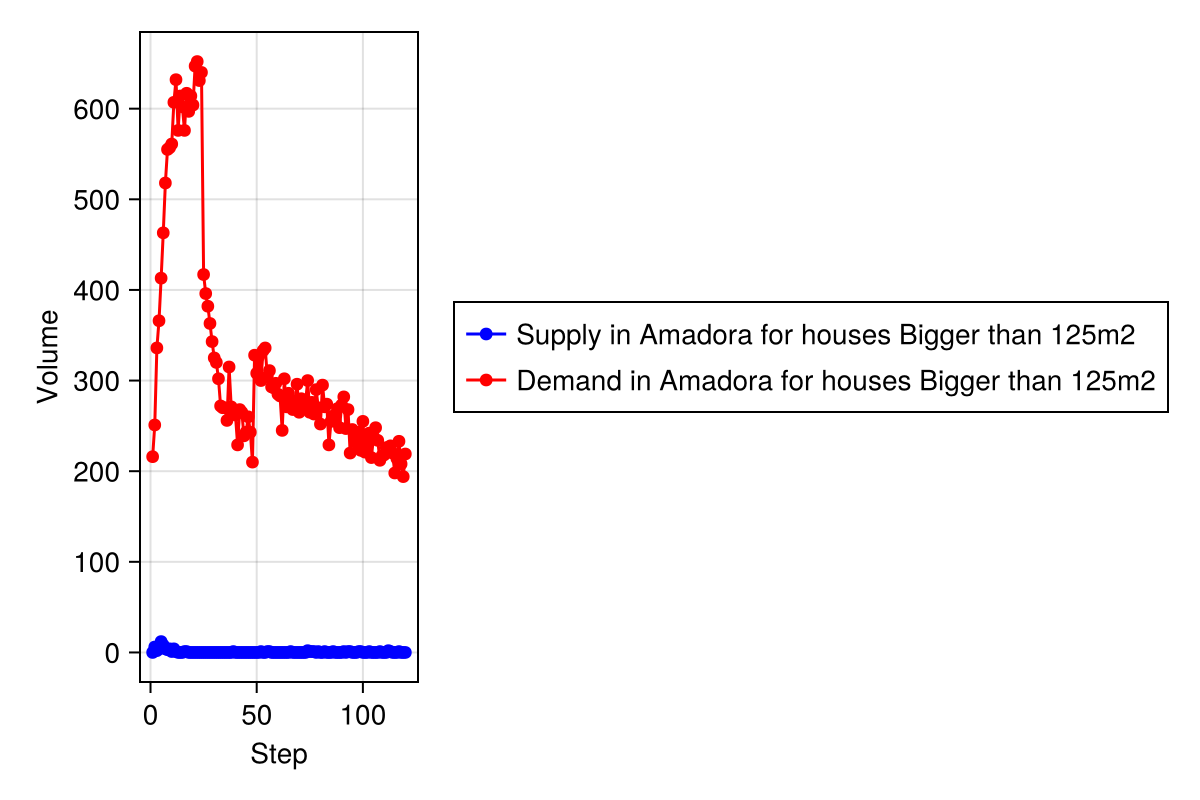 Volume
600
500
400
300
200
100
0
0 50 100
Step
Supply in Amadora for houses Bigger than 125m2
Demand in Amadora for houses Bigger than 125m2